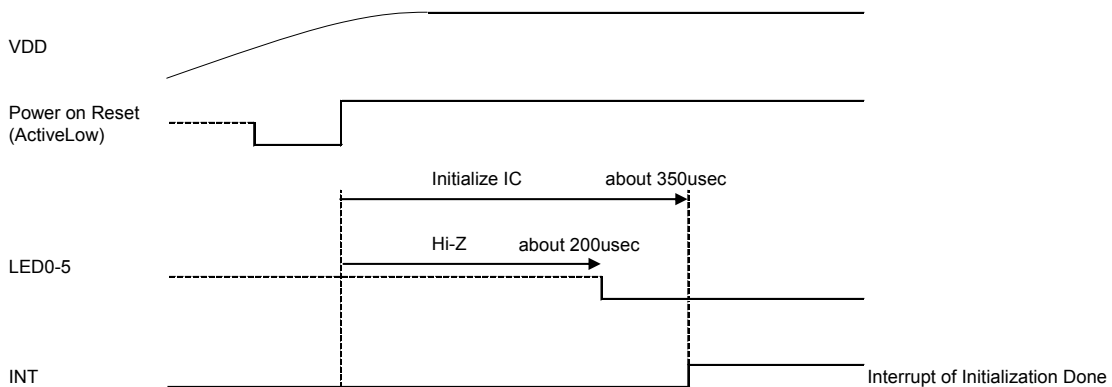 VDD
Power on Reset
(ActiveLow)
Initialize IC about 350usec
Hi-Z about 200usec
LED0-5
INT Interrupt of Initialization Done